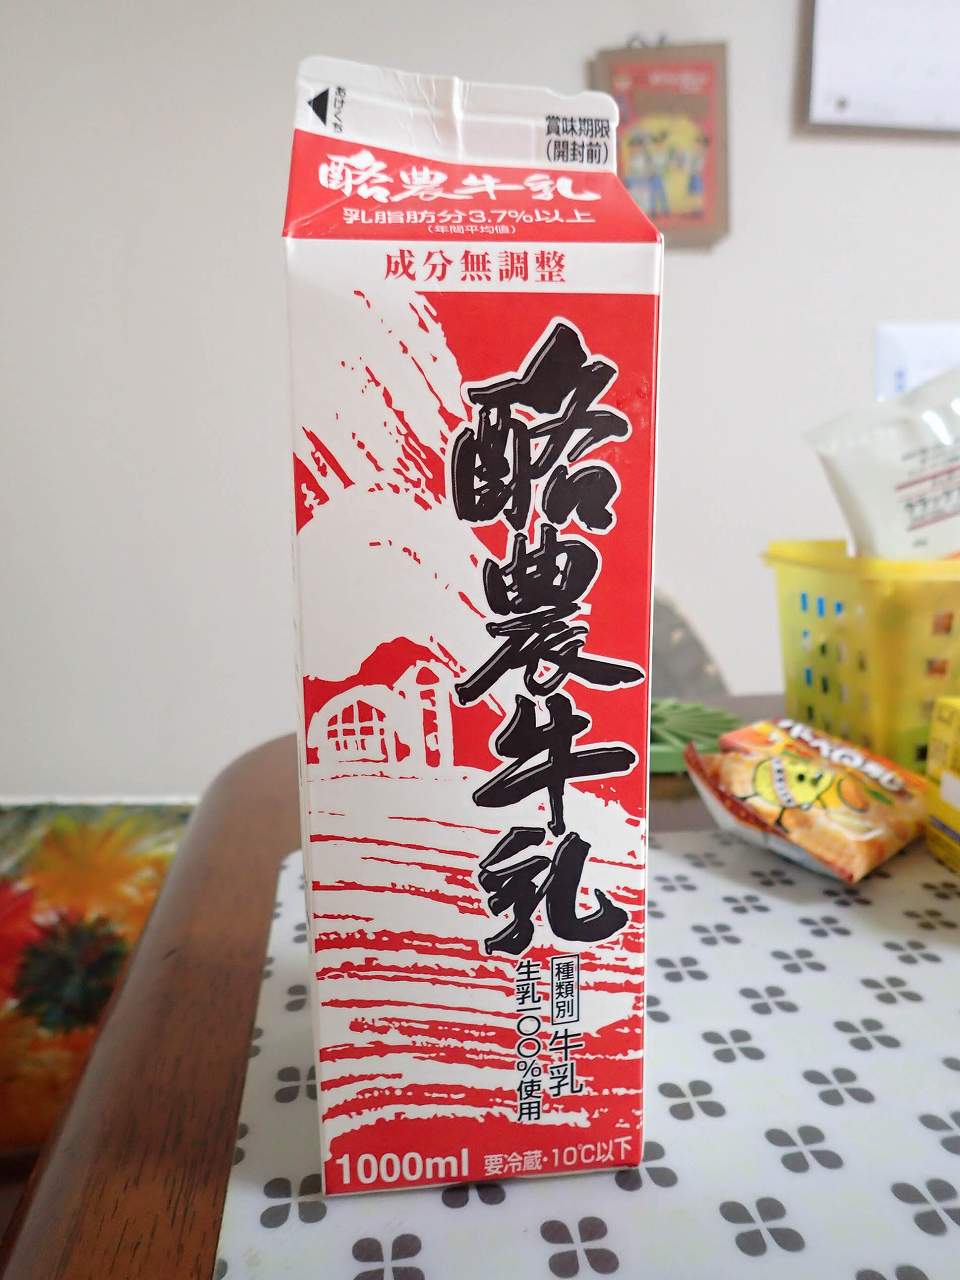 あけくち
賞味期限
(開封前)
酪農牛乳
乳脂肪分3.7%以上
(年間平均値)
成分無調整
酪農牛乳
種類別 牛乳
生乳一〇〇%使用
1000ml 要冷蔵・10℃以下